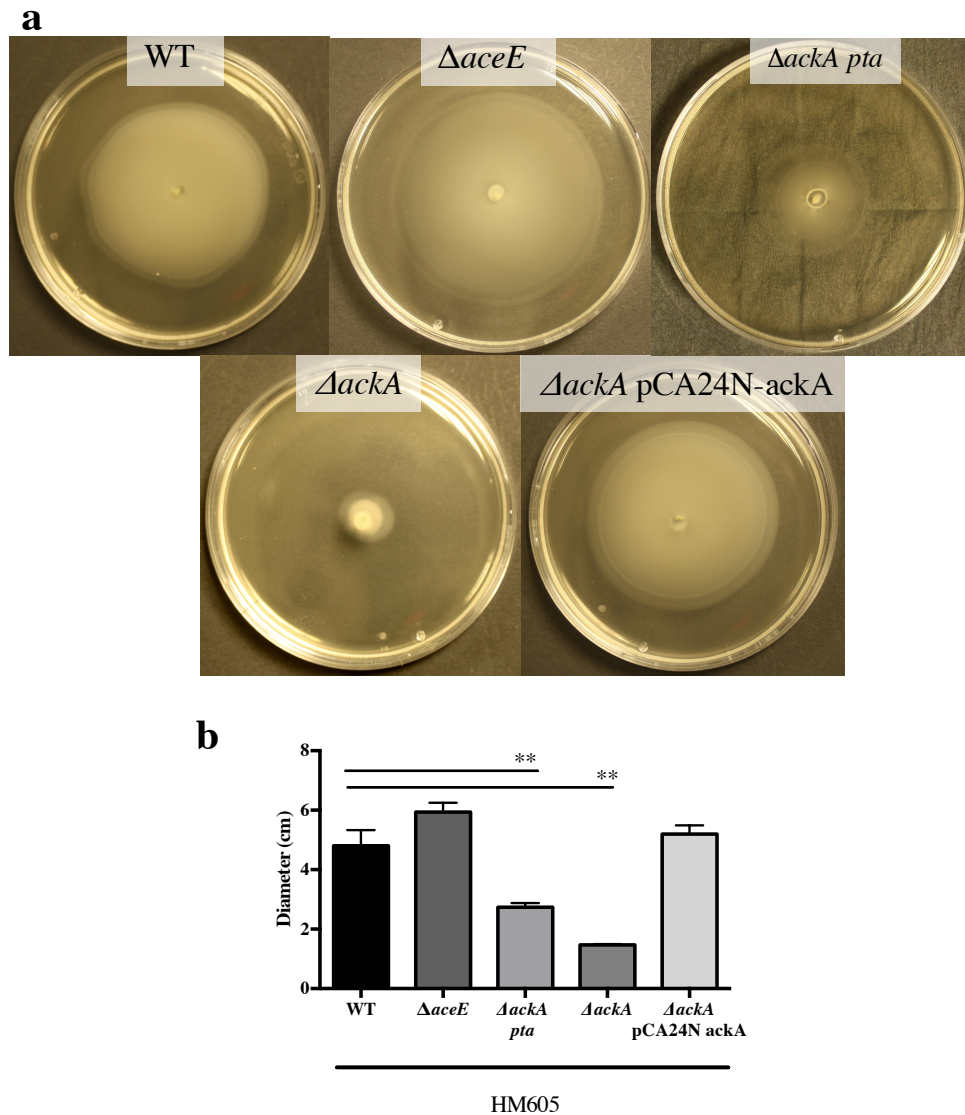 a
WT
ΔaceE
ΔackA pta
ΔackA
ΔackA pCA24N-ackA
b
8
6
4
2
0
Diameter (cm)
**
**
WT
ΔaceE
ΔackA
pta
ΔackA
ΔackA
pCA24N ackA
HM605